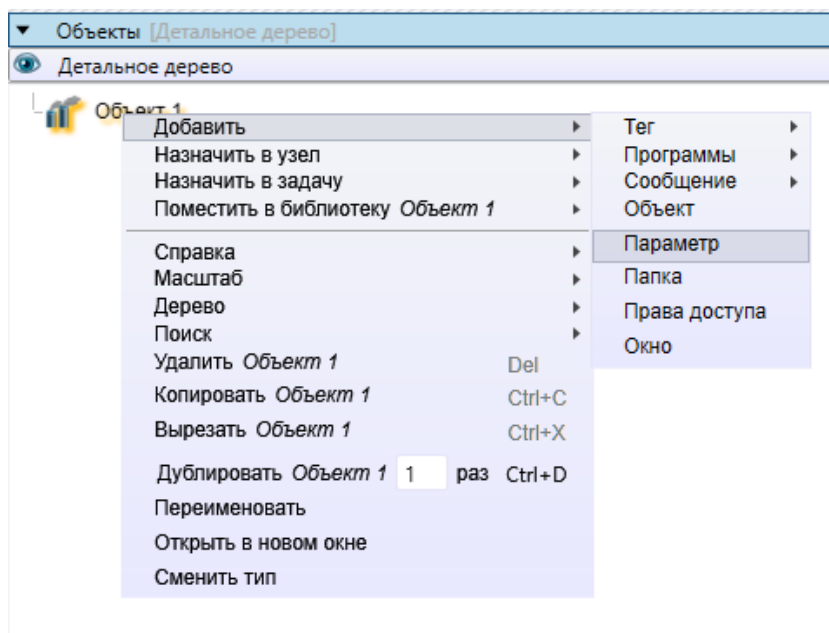 Объекты [Детальное дерево]
Детальное дерево
Объект 1
Добавить
Назначить в узел
Назначить в задачу
Поместить в библиотеку Объект 1
Справка
Масштаб
Дерево
Поиск
Удалить Объект 1 Del
Копировать Объект 1 Ctrl+C
Вырезать Объект 1 Ctrl+X
Дублировать Объект 1 1 раз Ctrl+D
Переименовать
Открыть в новом окне
Сменить тип
Тег
Программы
Сообщение
Объект
Параметр
Папка
Права доступа
Окно